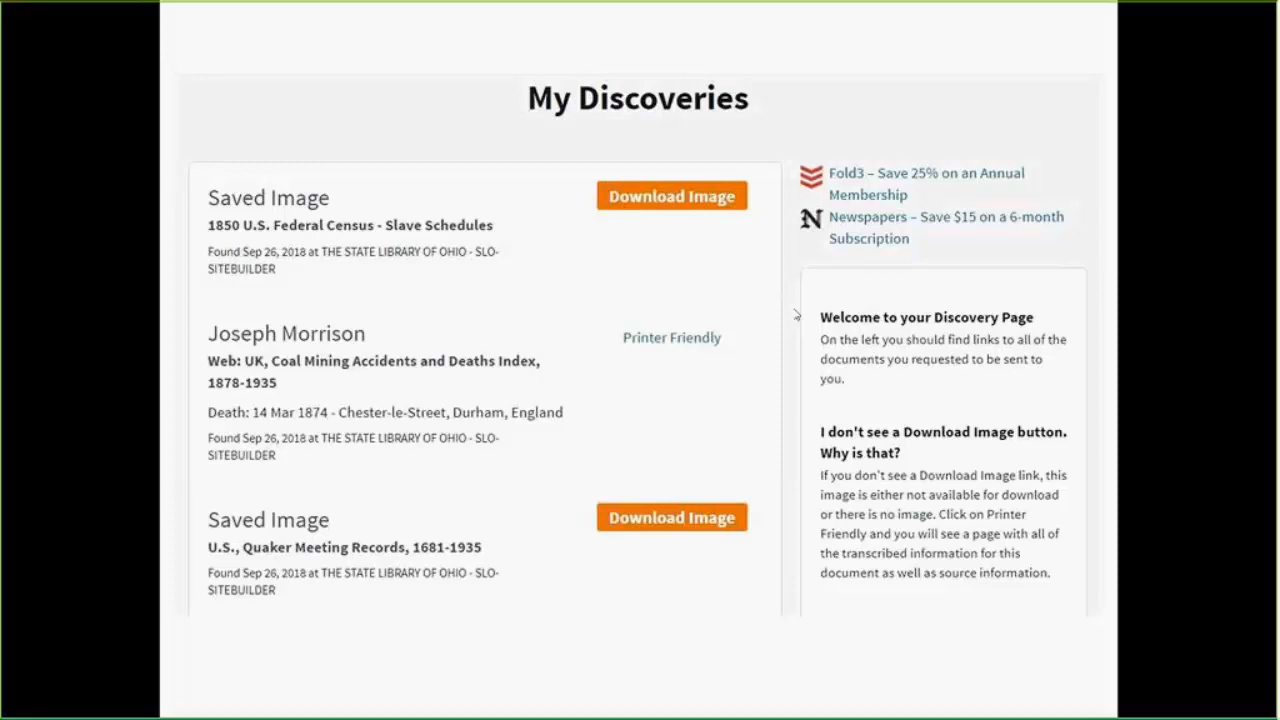 My Discoveries
Saved Image
Download Image
1850 U.S. Federal Census - Slave Schedules
Found Sep 26, 2018 at THE STATE LIBRARY OF OHIO - SLO-
SITEBUILDER
Joseph Morrison
Printer Friendly
Web: UK, Coal Mining Accidents and Deaths Index,
1878-1935
Death: 14 Mar 1874 - Chester-le-Street, Durham, England
Found Sep 26, 2018 at THE STATE LIBRARY OF OHIO - SLO-
SITEBUILDER
Saved Image
Download Image
U.S., Quaker Meeting Records, 1681-1935
Found Sep 26, 2018 at THE STATE LIBRARY OF OHIO - SLO-
SITEBUILDER
Fold3 – Save 25% on an Annual
Membership
N Newspapers – Save $15 on a 6-month
Subscription
Welcome to your Discovery Page
On the left you should find links to all of the
documents you requested to be sent to
you.
I don't see a Download Image button.
Why is that?
If you don't see a Download Image link, this
image is either not available for download
or there is no image. Click on Printer
Friendly and you will see a page with all of
the transcribed information for this
document as well as source information.